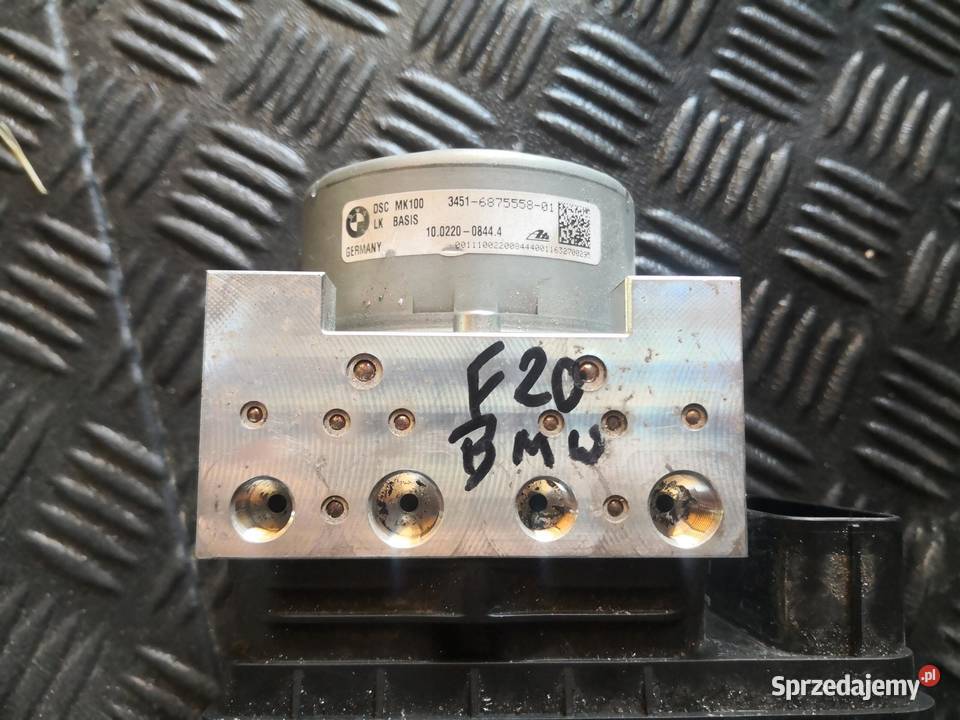 DSC MK100 3451-6875558-01
LK BASIS
10.0220-0844.4
GERMANY
F20
BMW
Sprzedajemy.pl